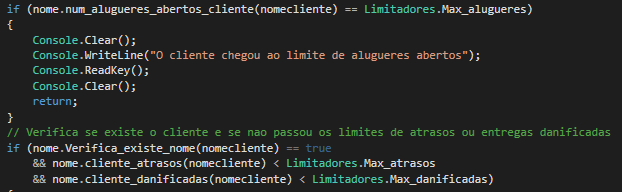 if (nome.num_alugueres_abertos_cliente(nomecliente) == Limitadores.Max_alugueres)
{
Console.Clear();
Console.WriteLine("O cliente chegou ao limite de alugueres abertos");
Console.ReadKey();
Console.Clear();
return;
}
// Verifica se existe o cliente e se nao passou os limites de atrasos ou entregas danificadas
if (nome.Verifica_existe_nome(nomecliente) == true
&& nome.cliente_atrasos(nomecliente) < Limitadores.Max_atrasos
&& nome.cliente_danificadas(nomecliente) < Limitadores.Max_danificadas)